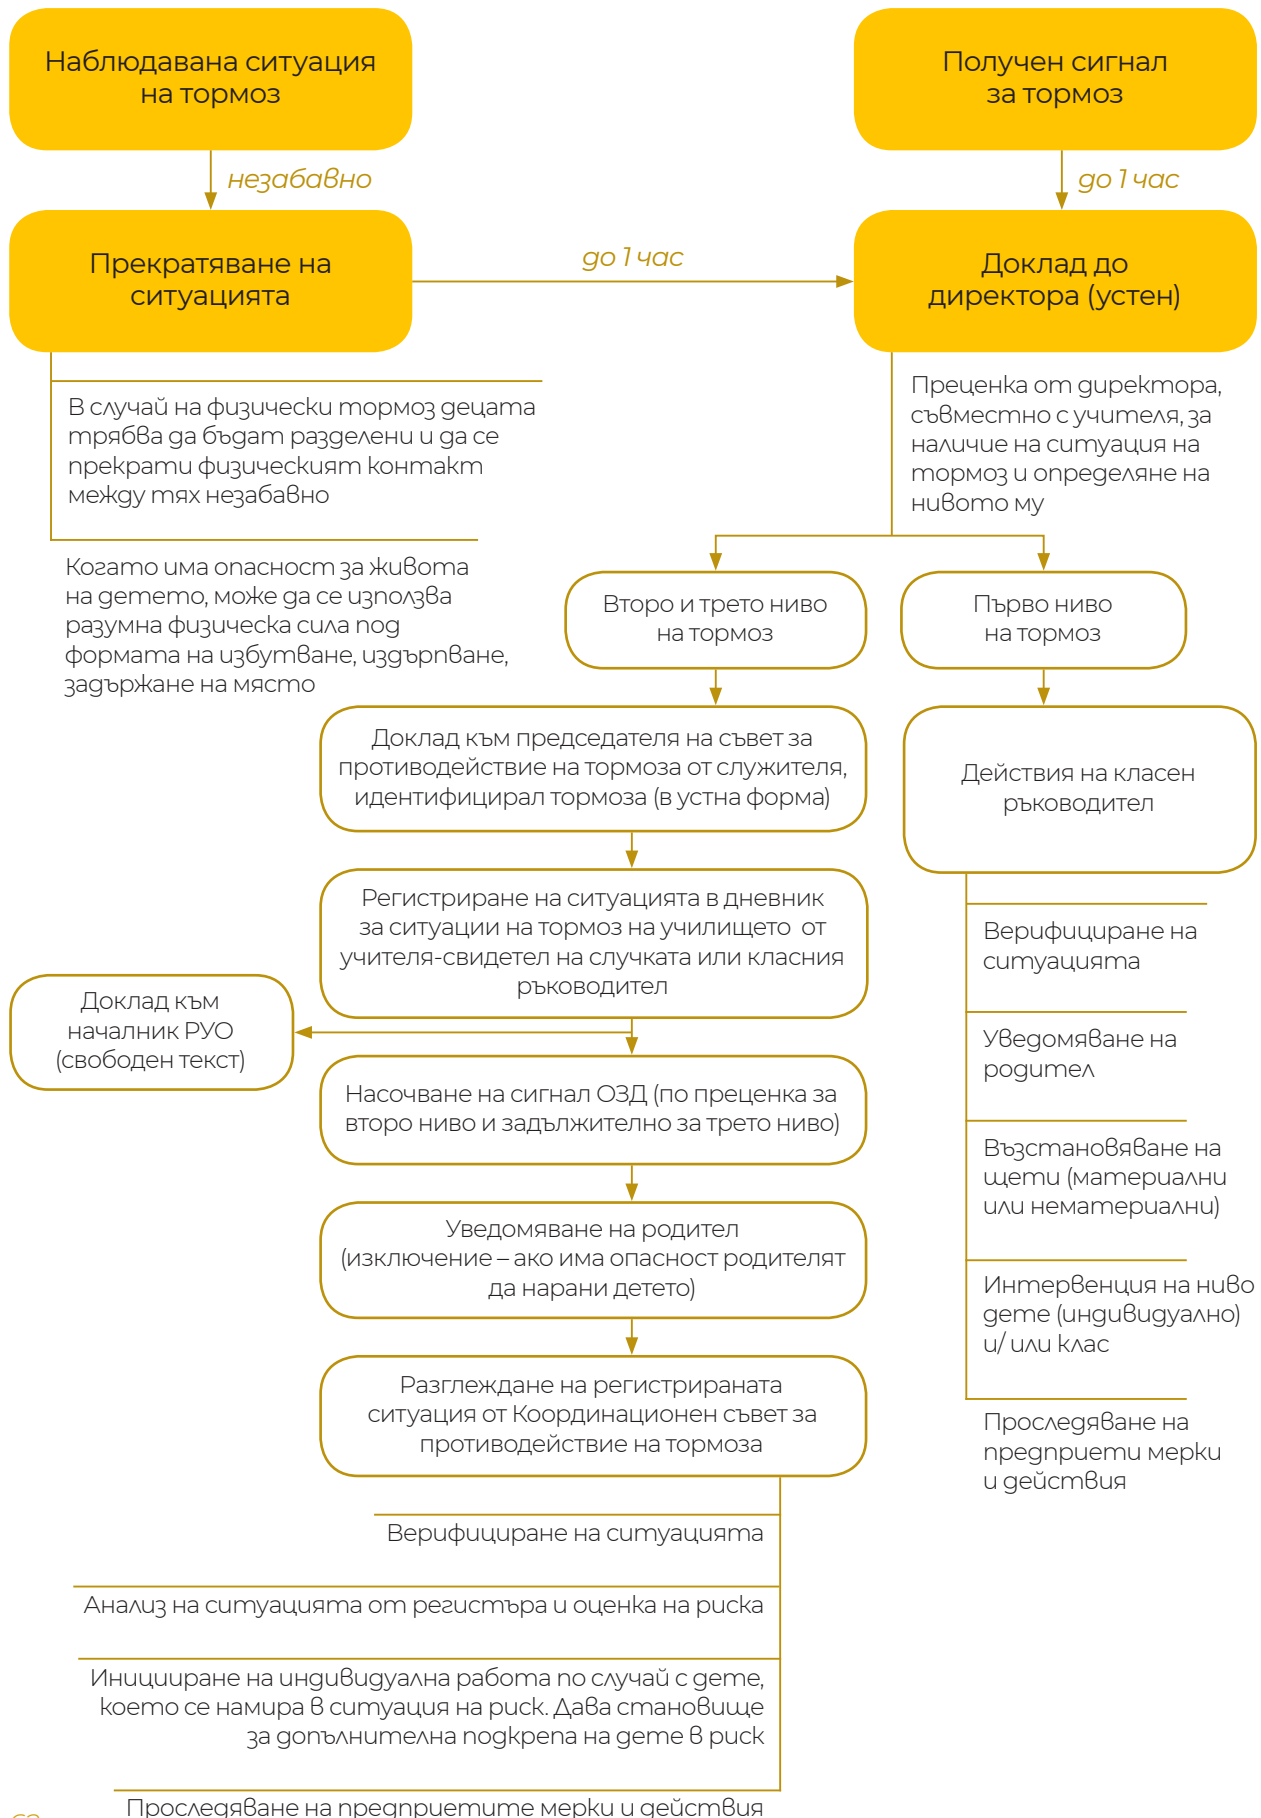 Наблюдавана ситуация
на тормоз
Получен сигнал
за тормоз
незабавно
до 1 час
Прекратяване на
ситуацията
до 1 час
Доклад до
директора (устен)
В случай на физически тормоз децата
трябва да бъдат разделени и да се
прекрати физическият контакт
между тях незабавно
Когато има опасност за живота
на детето, може да се използва
разумна физическа сила под
формата на избутване, издърпване,
задържане на място
Преценка от директора,
съвместно с учителя, за
наличие на ситуация на
тормоз и определяне на
нивото му
Второ и трето ниво
на тормоз
Първо ниво
на тормоз
Доклад към председателя на съвет за
противодействие на тормоза от служителя,
идентифицирал тормоза (в устна форма)
Действия на класен
ръководител
Регистриране на ситуацията в дневник
за ситуации на тормоз на училището от
учителя-свидетел на случката или класния
ръководител
Доклад към
началник РУО
(свободен текст)
Насочване на сигнал ОЗД (по преценка за
второ ниво и задължително за трето ниво)
Уведомяване на родител
(изключение – ако има опасност родителят
да нарани детето)
Разглеждане на регистрираната
ситуация от Координационен съвет за
противодействие на тормоза
Верифициране на
ситуацията
Уведомяване на
родител
Възстановяване на
щети (материални
или нематериални)
Интервенция на ниво
дете (индивидуално)
и/ или клас
Проследяване на
предприети мерки
и действия
Верифициране на ситуацията
Анализ на ситуацията от регистъра и оценка на риска
Иницииране на индивидуална работа по случай с дете,
което се намира в ситуация на риск. Дава становище
за допълнителна подкрепа на дете в риск
Проследяване на предприетите мерки и действия